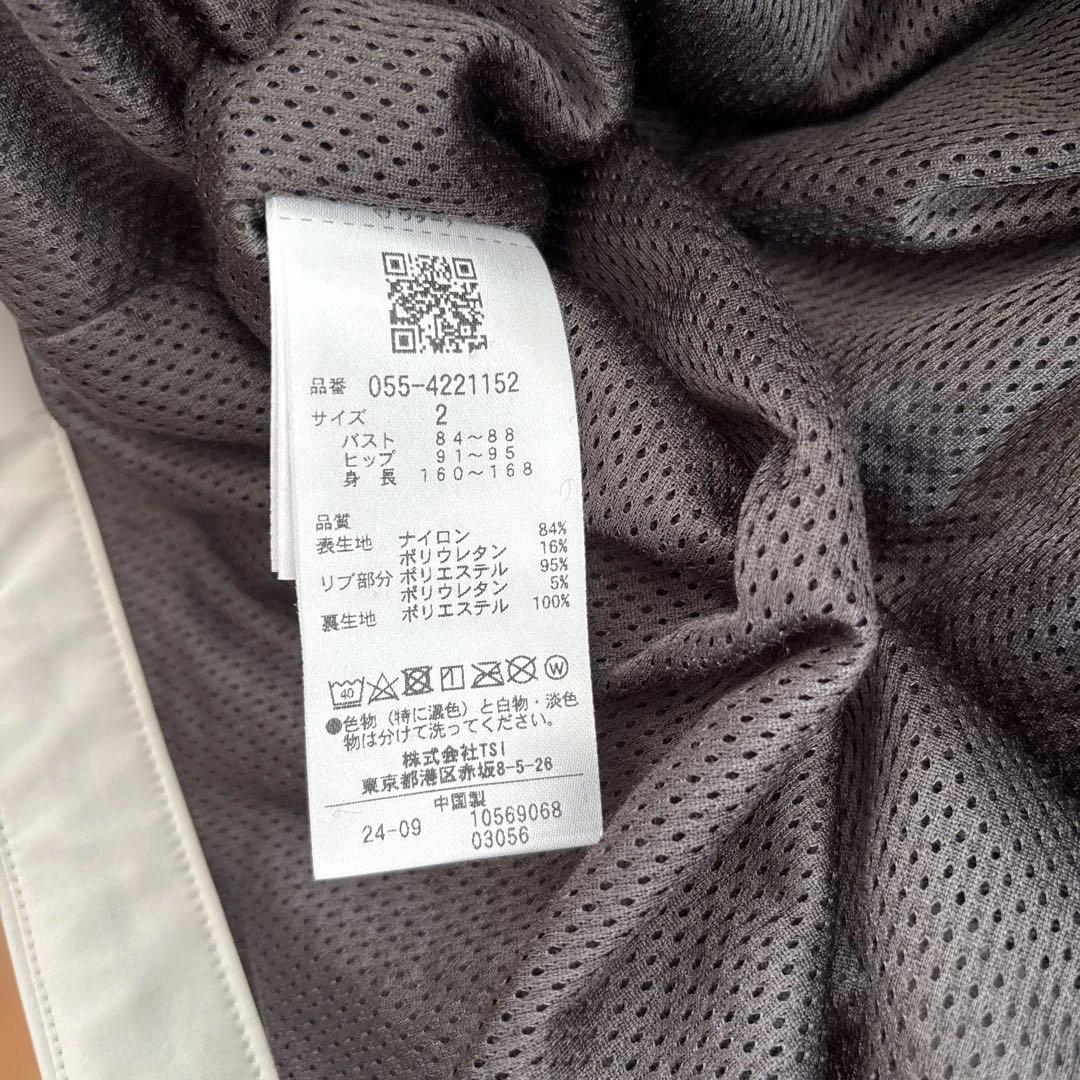 品番 055-4221152
サイズ 2
バスト 84～88
ヒップ 91～95
身長 160～168
品質
表生地 ナイロン 84%
ポリウレタン 16%
リブ部分 ポリエステル 95%
ポリウレタン 5%
裏生地 ポリエステル 100%
40 W
●色物（特に濃色）と白物・淡色
物は分けて洗ってください。
株式会社TSI
東京都港区赤坂8-5-26
中国製
24-09 10569068
03056